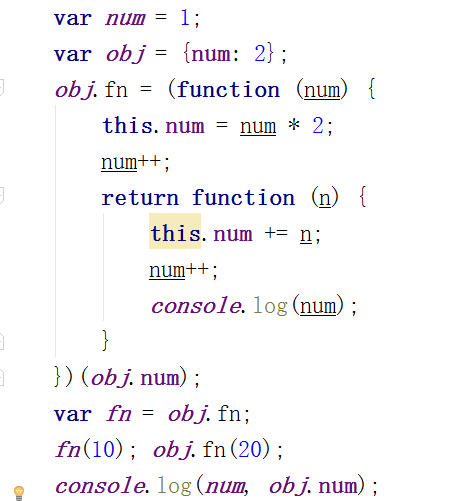 var num = 1;
var obj = {num: 2};
obj.fn = (function (num) {
this.num = num * 2;
num++;
return function (n) {
this.num += n;
num++;
console.log(num);
}
})(obj.num);
var fn = obj.fn;
fn(10); obj.fn(20);
console.log(num, obj.num);